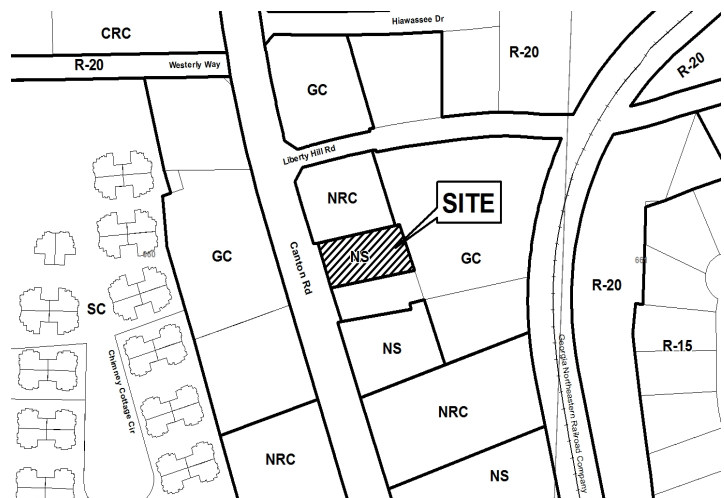 Hiawassee Dr
CRC
R-20
R-20
Westerly Way
R-20
GC
Liberty Hill Rd
NRC
SITE
NS
660
GC
Canton Rd
GC
R-20
SC
NS
R-15
Chimney Cottage Cir
Georgia Northeastern Railroad Company
NRC
NRC
NS